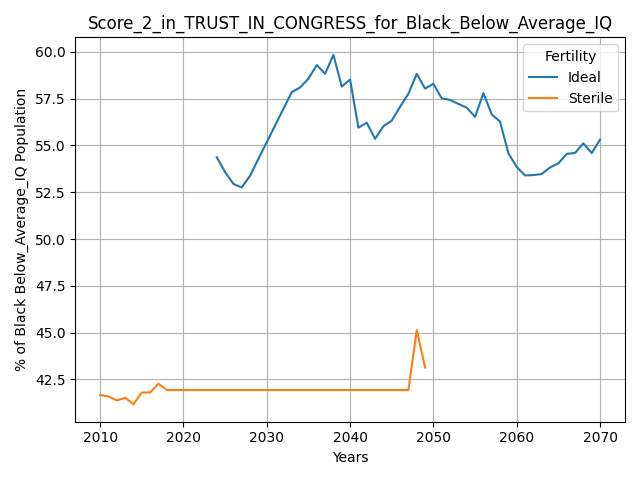 Score_2_in_TRUST_IN_CONGRESS_for_Black_Below_Average_IQ
% of Black Below_Average_IQ Population
60.0
57.5
55.0
52.5
50.0
47.5
45.0
42.5
Fertility
Ideal
Sterile
2010 2020 2030 2040 2050 2060 2070
Years